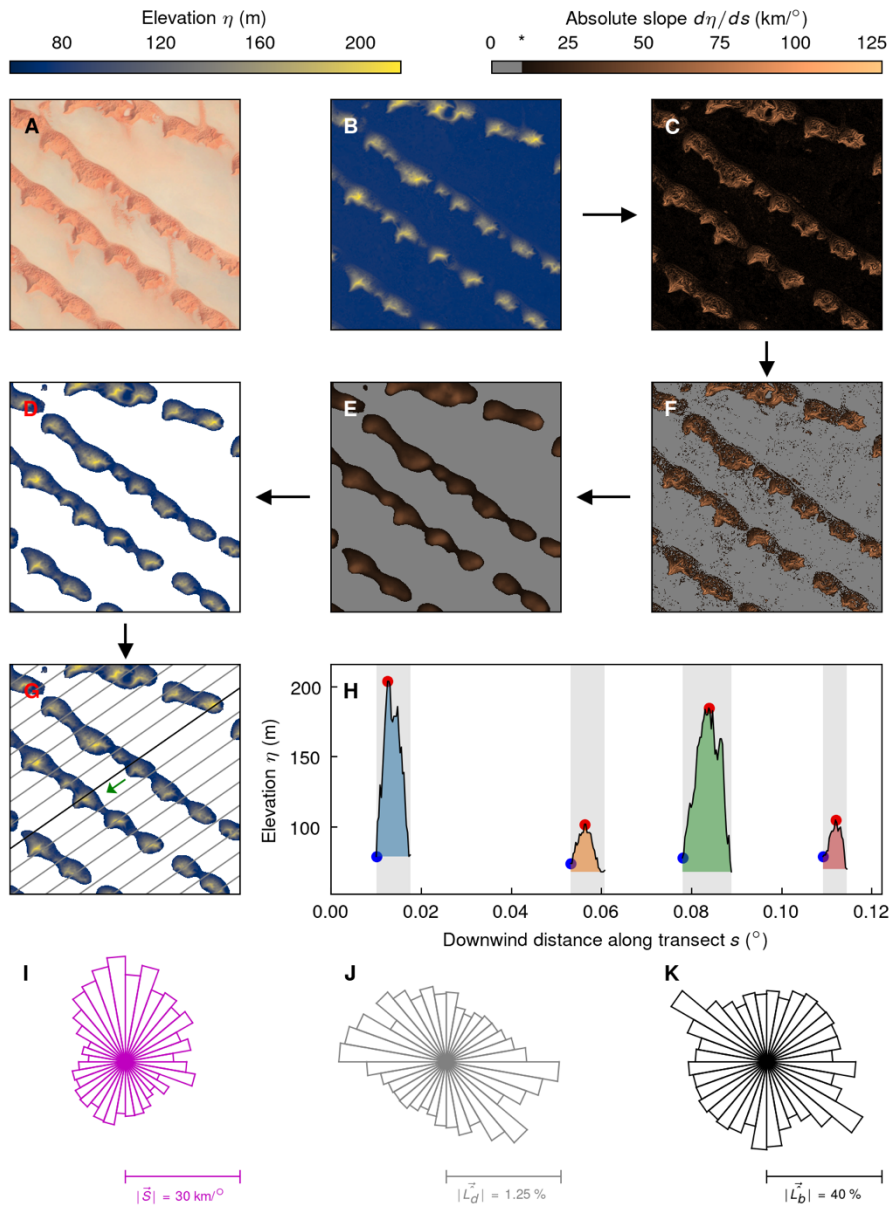 Elevation η (m)
Absolute slope dη/ds (km/°)
80 120 160 200
0 * 25 50 75 100 125
A B C
D E F
G H
Elevation η (m)
200
150
100
0.00 0.02 0.04 0.06 0.08 0.10 0.12
Downwind distance along transect s (°)
I J K
|S⃗| = 30 km/° |L⃗_d| = 1.25 % |L⃗_b| = 40 %